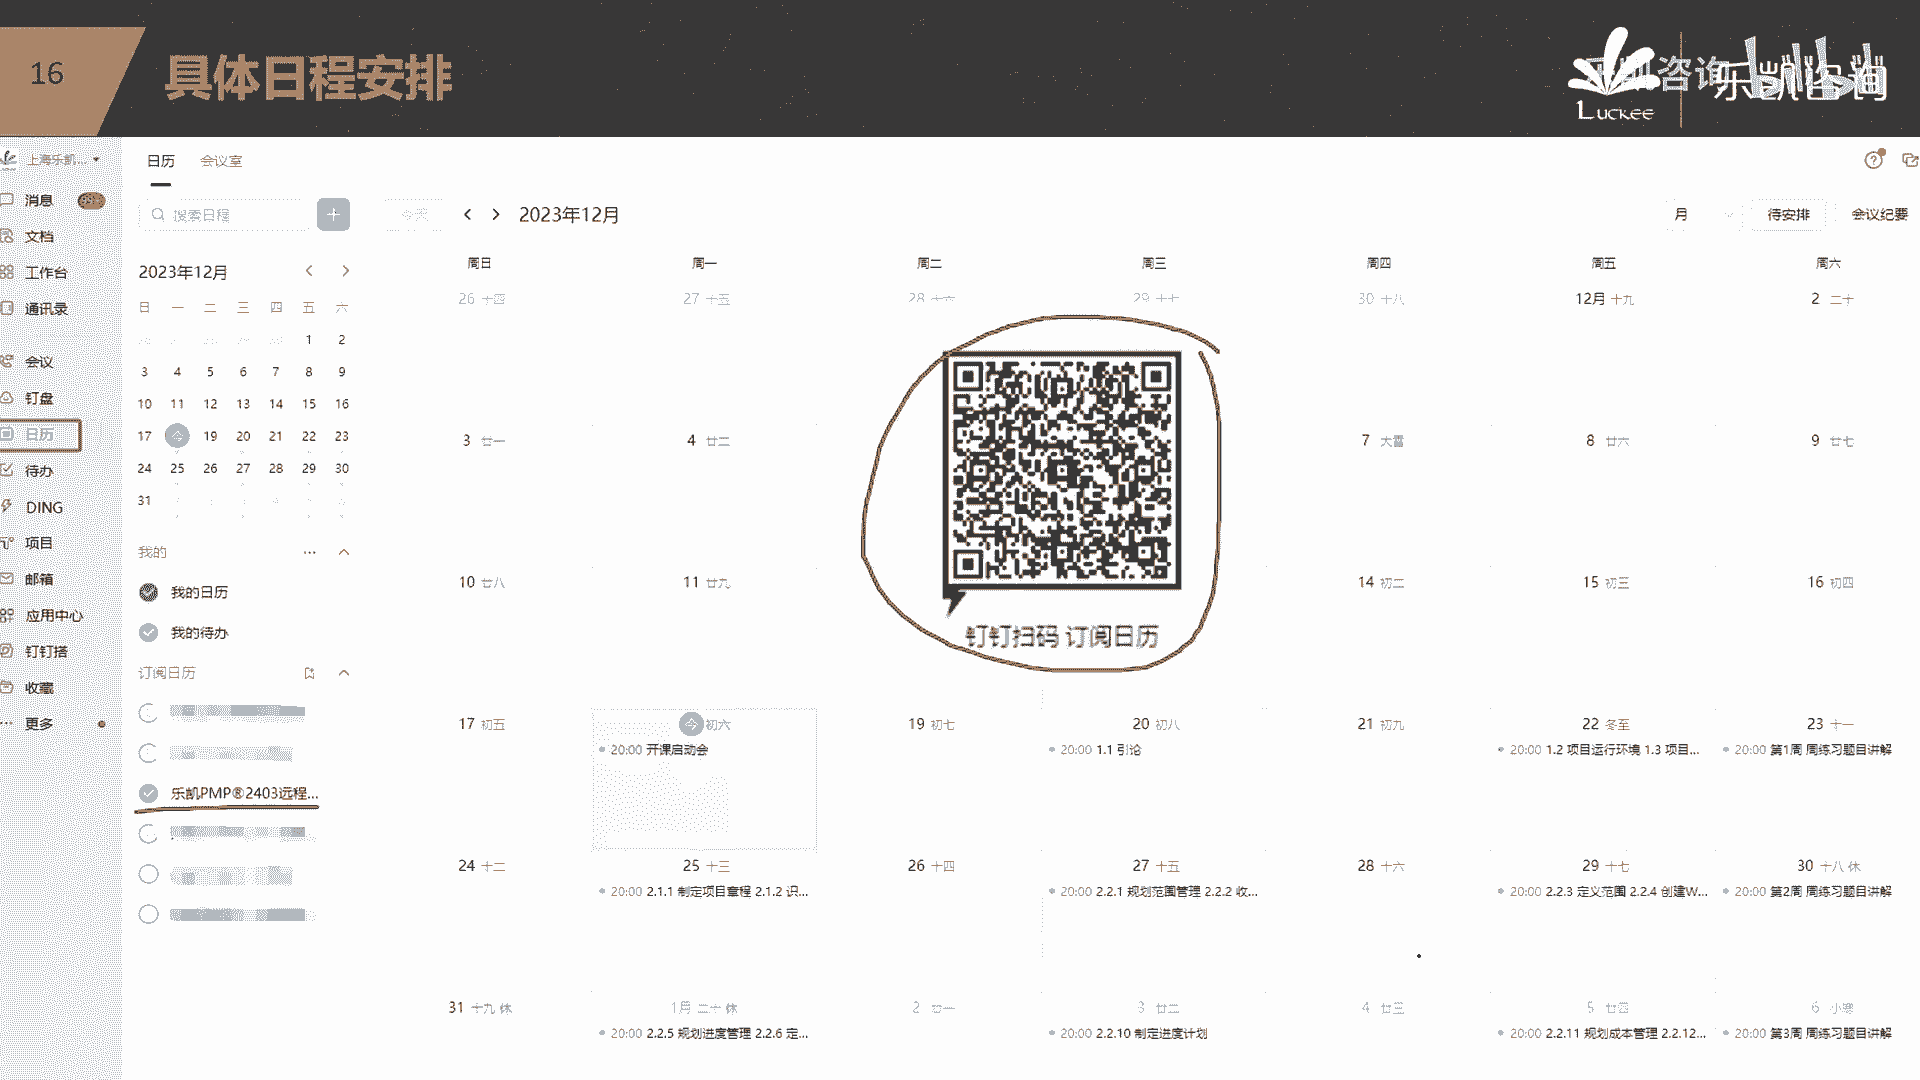 16
具体日程安排
Luckee
乐凯咨询
上海乐凯...
消息
99+
文档
工作台
通讯录
会议
钉盘
日历
待办
DING
项目
邮箱
应用中心
钉钉搭
收藏
更多
日历 会议室
搜索日程
今天
2023年12月
月
待安排
会议纪要
2023年12月
日 一 二 三 四 五 六
1 2
3 4 5 6 7 8 9
10 11 12 13 14 15 16
17 今 19 20 21 22 23
24 25 26 27 28 29 30
31
我的
我的日历
我的待办
订阅日历
乐凯PMP®2403远程...
周日 周一 周二 周三 周四 周五 周六
26 十四 27 十五 28 十六 29 十七 30 十八 12月 十九 2 二十
3 廿一 4 廿二 7 大雪 8 廿六 9 廿七
10 廿八 11 廿九 14 初二 15 初三 16 初四
钉钉扫码 订阅日历
17 初五 今 初六 19 初七 20 初八 21 初九 22 冬至 23 十一
20:00 开课启动会
20:00 1.1 引论
20:00 1.2 项目运行环境 1.3 项目...
20:00 第1周 周练习题目讲解
24 十二 25 十三 26 十四 27 十五 28 十六 29 十七 30 十八 休
20:00 2.1.1 制定项目章程 2.1.2 识...
20:00 2.2.1 规划范围管理 2.2.2 收...
20:00 2.2.3 定义范围 2.2.4 创建W...
20:00 第2周 周练习题目讲解
31 十九 休 1月 二十 休 2 廿一 3 廿二 4 廿三 5 廿四 6 小寒
20:00 2.2.5 规划进度管理 2.2.6 定...
20:00 2.2.10 制定进度计划
20:00 2.2.11 规划成本管理 2.2.12...
20:00 第3周 周练习题目讲解